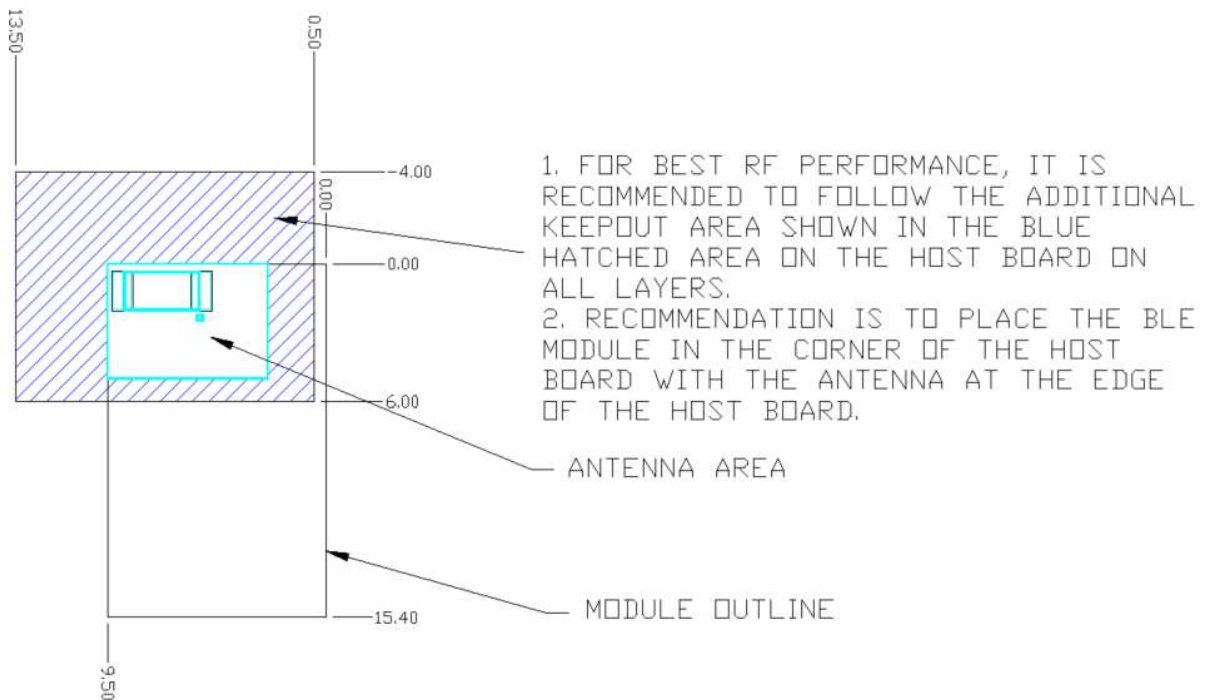 13.50
0.50
-4.00
0.00
0.00
1. FOR BEST RF PERFORMANCE, IT IS
RECOMMENDED TO FOLLOW THE ADDITIONAL
KEEPOUT AREA SHOWN IN THE BLUE
HATCHED AREA ON THE HOST BOARD ON
ALL LAYERS.
2. RECOMMENDATION IS TO PLACE THE BLE
MODULE IN THE CORNER OF THE HOST
BOARD WITH THE ANTENNA AT THE EDGE
OF THE HOST BOARD.
6.00
ANTENNA AREA
MODULE OUTLINE
15.40
9.50